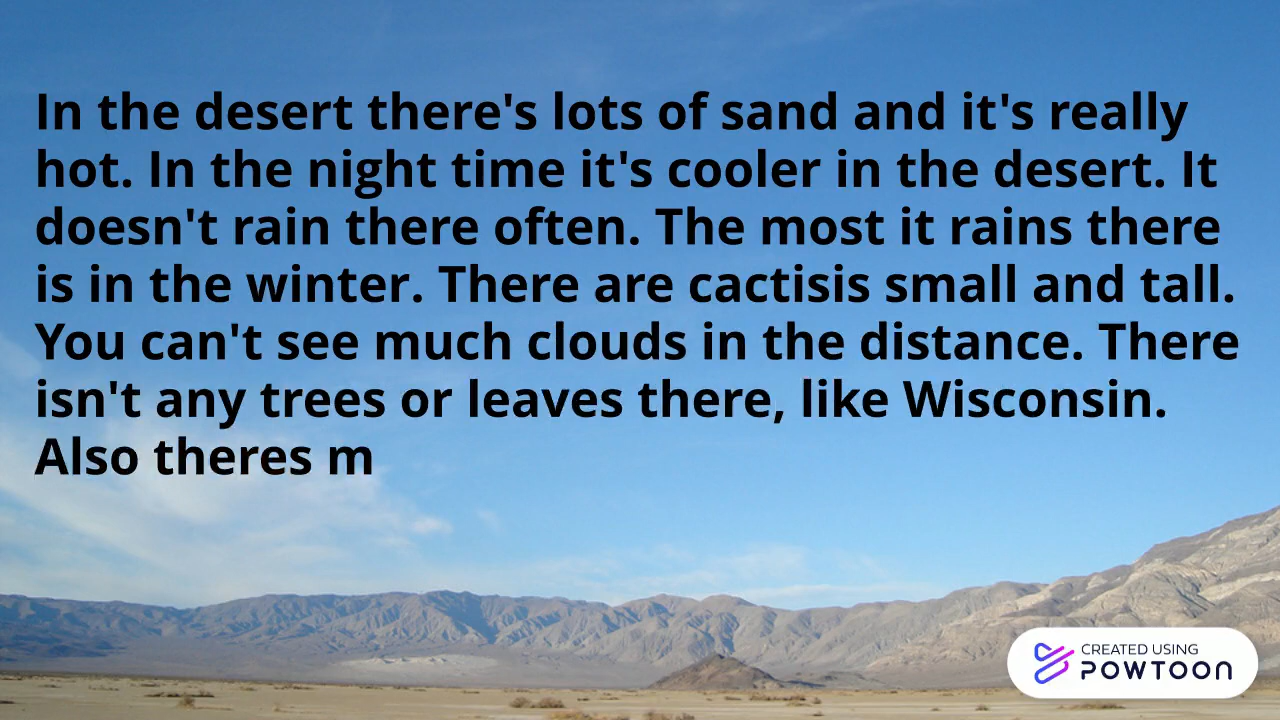 In the desert there's lots of sand and it's really
hot. In the night time it's cooler in the desert. It
doesn't rain there often. The most it rains there
is in the winter. There are cactisis small and tall.
You can't see much clouds in the distance. There
isn't any trees or leaves there, like Wisconsin.
Also theres m
CREATED USING
POWTOON